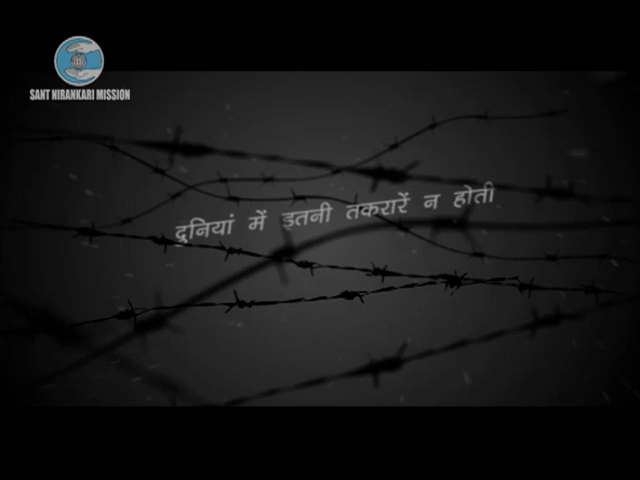 SANT NIRANKARI MISSION
दुनियां में इतनी तकरारें न होती